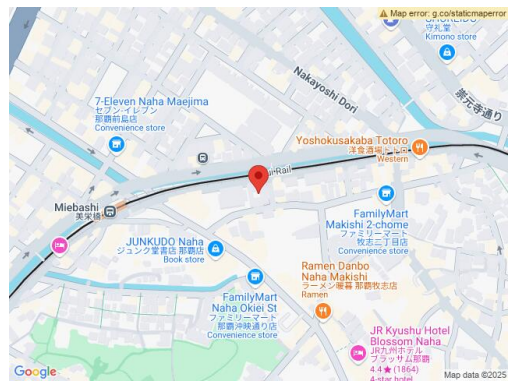 Map error: g.co/staticmaperror
守礼堂
Kimono store
崇元寺通り
Nakayoshi Dori
7-Eleven Naha Maejima
セブン-イレブン
那覇前島店
Convenience store
Yoshokusakaba Totoro
洋食酒場トトロ
Western
Rail
Miebashi
美栄橋
FamilyMart
Makishi 2-chome
ファミリーマート
牧志二丁目店
Convenience store
JUNKUDO Naha
ジュンク堂書店 那覇店
Book store
Ramen Danbo
Naha Makishi
ラーメン暖暮 那覇牧志店
Ramen
FamilyMart
Naha Okiei St
ファミリーマート
那覇沖映通り店
Convenience store
JR Kyushu Hotel
Blossom Naha
JR九州ホテル
ブラッサム那覇
4.4★(1864)
4-star hotel
Google
Map data ©2025